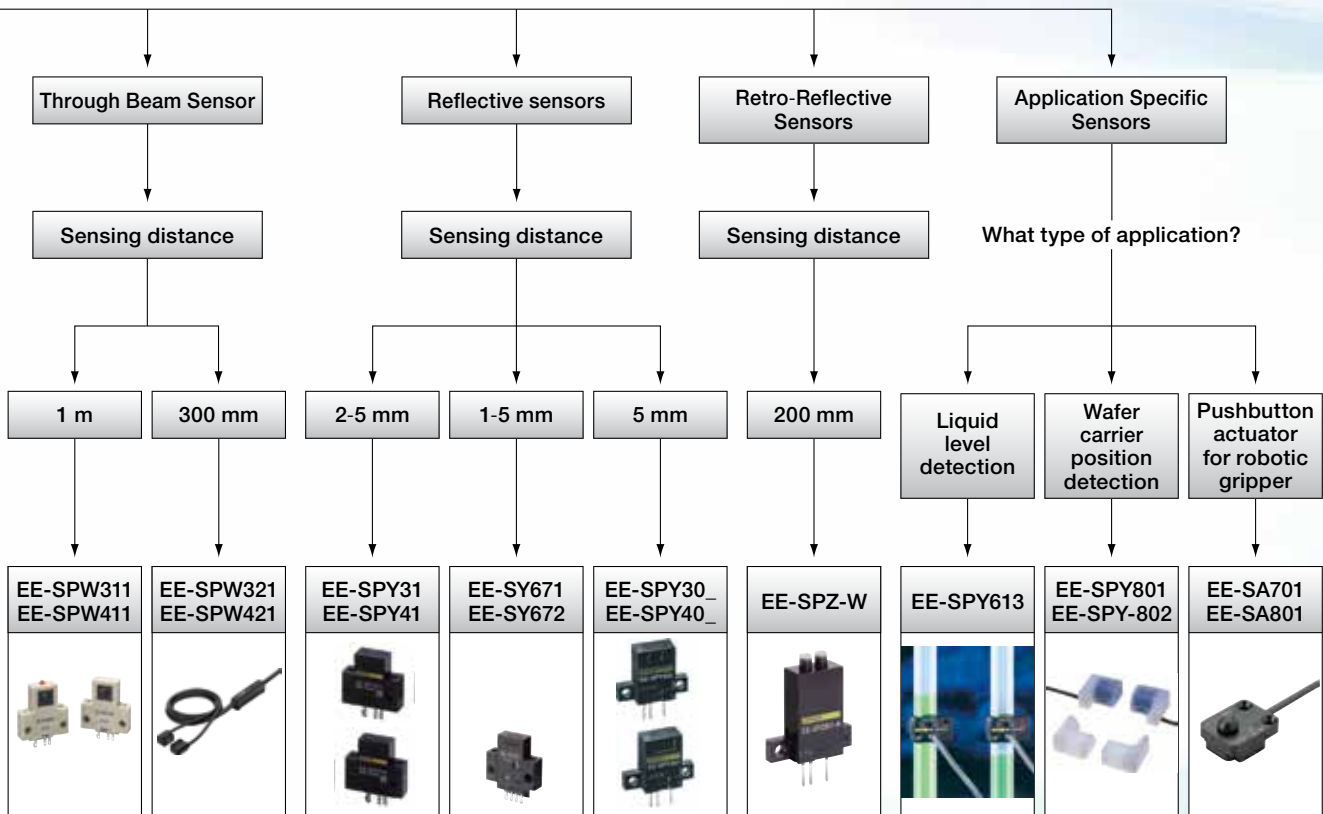 Through Beam Sensor
Reflective sensors
Retro-Reflective
Sensors
Application Specific
Sensors
Sensing distance
Sensing distance
Sensing distance
What type of application?
1 m
300 mm
2-5 mm
1-5 mm
5 mm
200 mm
Liquid
level
detection
Wafer
carrier
position
detection
Pushbutton
actuator
for robotic
gripper
EE-SPW311
EE-SPW411
EE-SPW321
EE-SPW421
EE-SPY31
EE-SPY41
EE-SY671
EE-SY672
EE-SPY30_
EE-SPY40_
EE-SPZ-W
EE-SPY613
EE-SPY801
EE-SPY-802
EE-SA701
EE-SA801